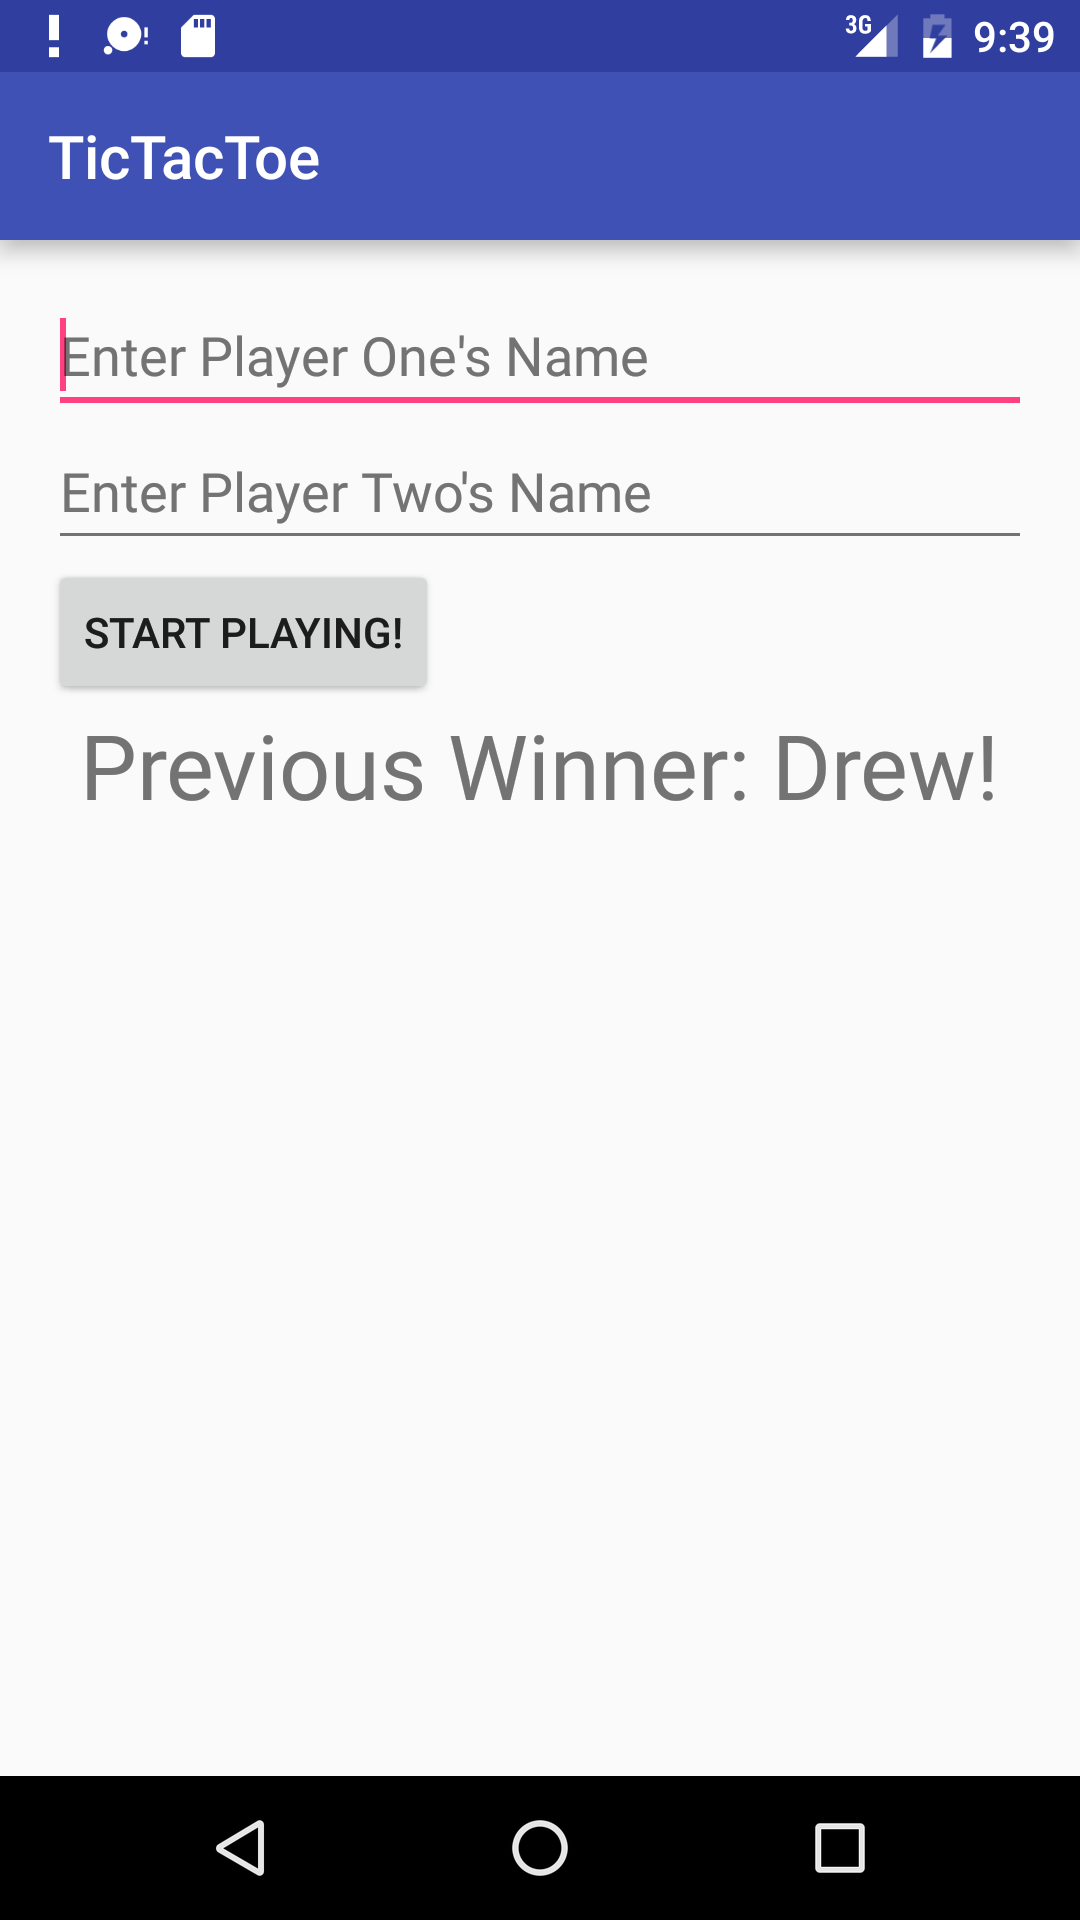 3G 9:39
TicTacToe
Enter Player One's Name
Enter Player Two's Name
START PLAYING!
Previous Winner: Drew!